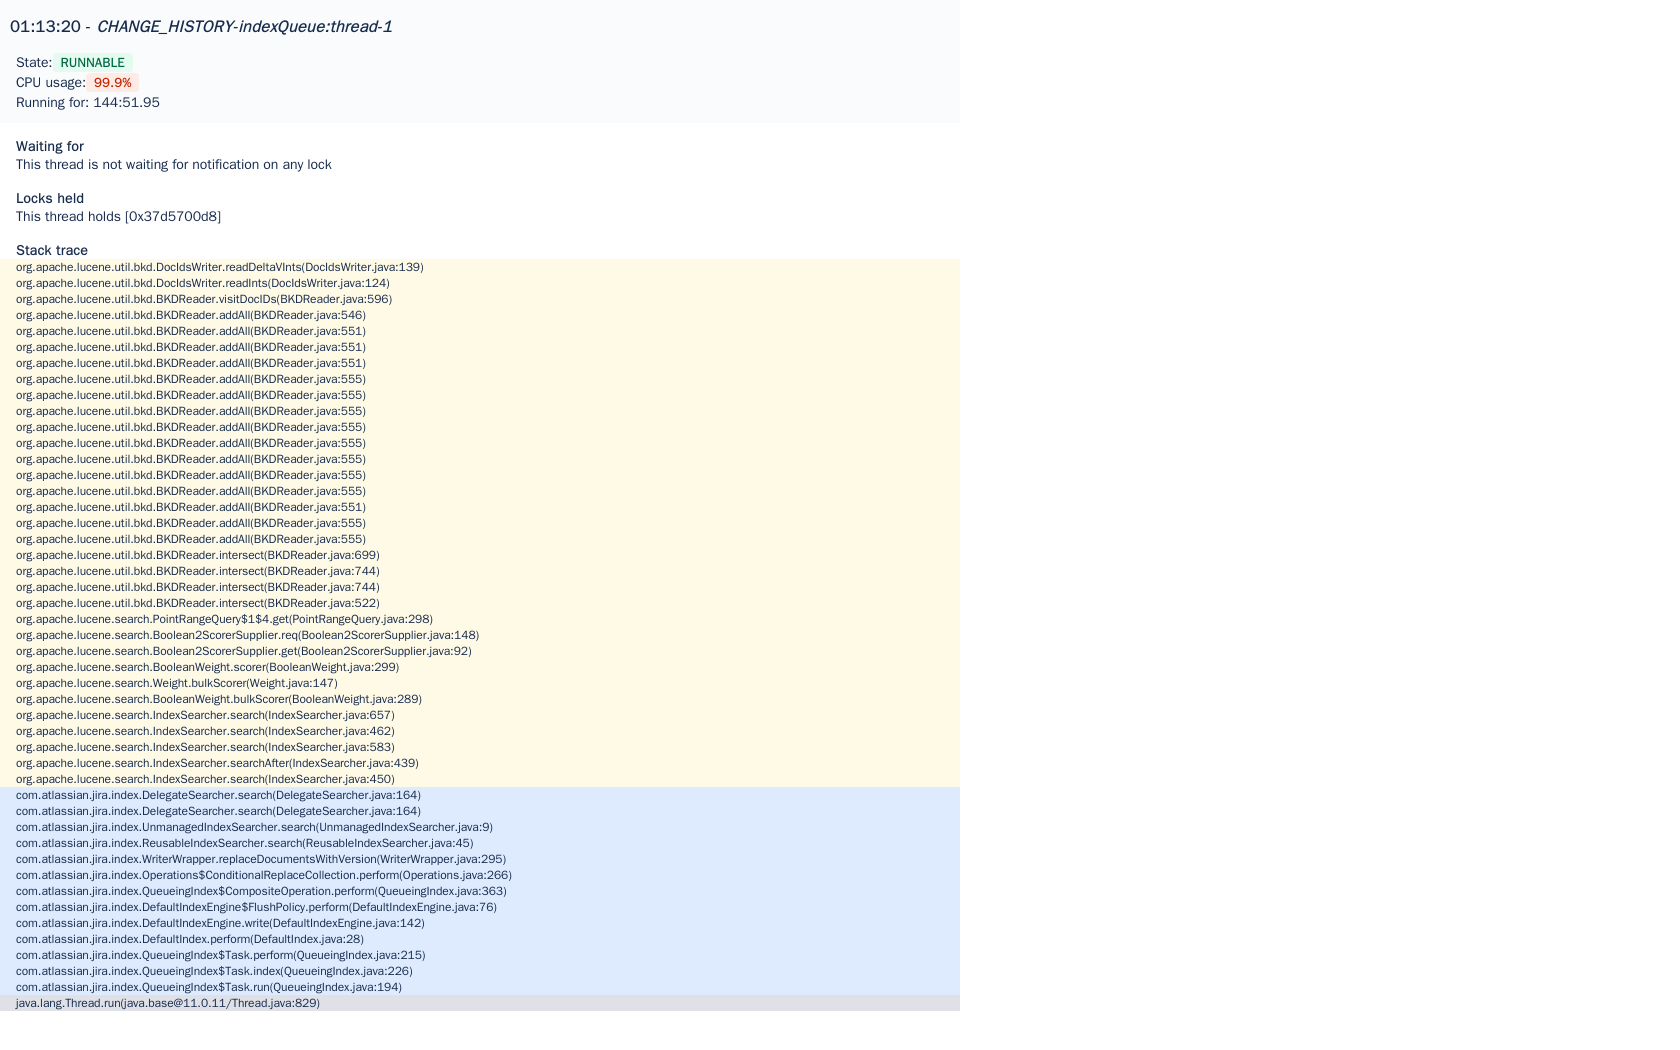 01:13:20 - CHANGE_HISTORY-indexQueue:thread-1
State: RUNNABLE
CPU usage: 99.9%
Running for: 144:51.95
Waiting for
This thread is not waiting for notification on any lock
Locks held
This thread holds [0x37d5700d8]
Stack trace
org.apache.lucene.util.bkd.DocIdsWriter.readDeltaVInts(DocIdsWriter.java:139)
org.apache.lucene.util.bkd.DocIdsWriter.readInts(DocIdsWriter.java:124)
org.apache.lucene.util.bkd.BKDReader.visitDocIDs(BKDReader.java:596)
org.apache.lucene.util.bkd.BKDReader.addAll(BKDReader.java:546)
org.apache.lucene.util.bkd.BKDReader.addAll(BKDReader.java:551)
org.apache.lucene.util.bkd.BKDReader.addAll(BKDReader.java:551)
org.apache.lucene.util.bkd.BKDReader.addAll(BKDReader.java:551)
org.apache.lucene.util.bkd.BKDReader.addAll(BKDReader.java:555)
org.apache.lucene.util.bkd.BKDReader.addAll(BKDReader.java:555)
org.apache.lucene.util.bkd.BKDReader.addAll(BKDReader.java:555)
org.apache.lucene.util.bkd.BKDReader.addAll(BKDReader.java:555)
org.apache.lucene.util.bkd.BKDReader.addAll(BKDReader.java:555)
org.apache.lucene.util.bkd.BKDReader.addAll(BKDReader.java:555)
org.apache.lucene.util.bkd.BKDReader.addAll(BKDReader.java:555)
org.apache.lucene.util.bkd.BKDReader.addAll(BKDReader.java:555)
org.apache.lucene.util.bkd.BKDReader.addAll(BKDReader.java:551)
org.apache.lucene.util.bkd.BKDReader.addAll(BKDReader.java:555)
org.apache.lucene.util.bkd.BKDReader.addAll(BKDReader.java:555)
org.apache.lucene.util.bkd.BKDReader.intersect(BKDReader.java:699)
org.apache.lucene.util.bkd.BKDReader.intersect(BKDReader.java:744)
org.apache.lucene.util.bkd.BKDReader.intersect(BKDReader.java:744)
org.apache.lucene.util.bkd.BKDReader.intersect(BKDReader.java:522)
org.apache.lucene.search.PointRangeQuery$1$4.get(PointRangeQuery.java:298)
org.apache.lucene.search.Boolean2ScorerSupplier.req(Boolean2ScorerSupplier.java:148)
org.apache.lucene.search.Boolean2ScorerSupplier.get(Boolean2ScorerSupplier.java:92)
org.apache.lucene.search.BooleanWeight.scorer(BooleanWeight.java:299)
org.apache.lucene.search.Weight.bulkScorer(Weight.java:147)
org.apache.lucene.search.BooleanWeight.bulkScorer(BooleanWeight.java:289)
org.apache.lucene.search.IndexSearcher.search(IndexSearcher.java:657)
org.apache.lucene.search.IndexSearcher.search(IndexSearcher.java:462)
org.apache.lucene.search.IndexSearcher.search(IndexSearcher.java:583)
org.apache.lucene.search.IndexSearcher.searchAfter(IndexSearcher.java:439)
org.apache.lucene.search.IndexSearcher.search(IndexSearcher.java:450)
com.atlassian.jira.index.DelegateSearcher.search(DelegateSearcher.java:164)
com.atlassian.jira.index.DelegateSearcher.search(DelegateSearcher.java:164)
com.atlassian.jira.index.UnmanagedIndexSearcher.search(UnmanagedIndexSearcher.java:9)
com.atlassian.jira.index.ReusableIndexSearcher.search(ReusableIndexSearcher.java:45)
com.atlassian.jira.index.WriterWrapper.replaceDocumentsWithVersion(WriterWrapper.java:295)
com.atlassian.jira.index.Operations$ConditionalReplaceCollection.perform(Operations.java:266)
com.atlassian.jira.index.QueueingIndex$CompositeOperation.perform(QueueingIndex.java:363)
com.atlassian.jira.index.DefaultIndexEngine$FlushPolicy.perform(DefaultIndexEngine.java:76)
com.atlassian.jira.index.DefaultIndexEngine.write(DefaultIndexEngine.java:142)
com.atlassian.jira.index.DefaultIndex.perform(DefaultIndex.java:28)
com.atlassian.jira.index.QueueingIndex$Task.perform(QueueingIndex.java:215)
com.atlassian.jira.index.QueueingIndex$Task.index(QueueingIndex.java:226)
com.atlassian.jira.index.QueueingIndex$Task.run(QueueingIndex.java:194)
java.lang.Thread.run(java.base@11.0.11/Thread.java:829)